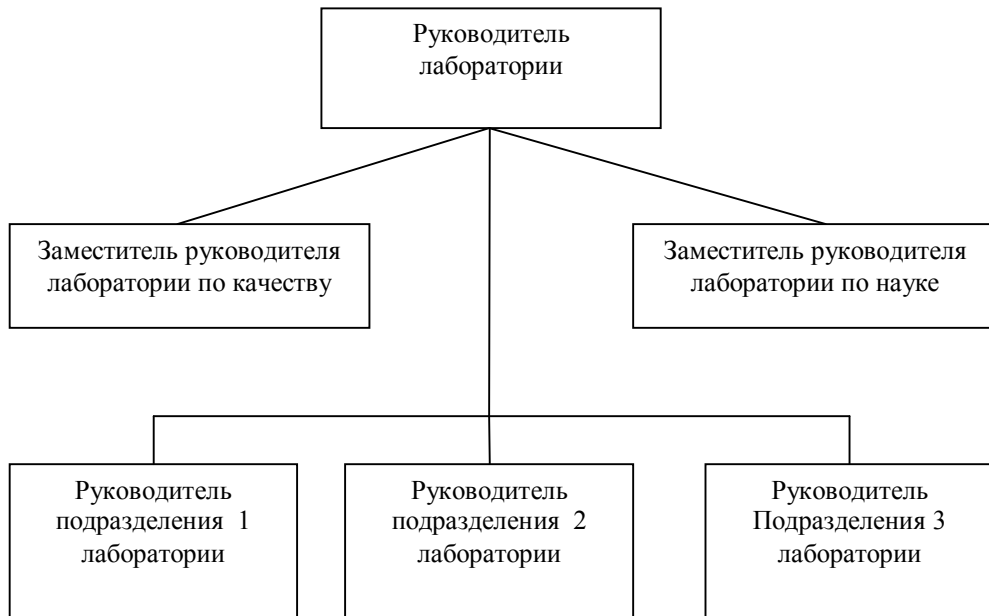 Руководитель
лаборатории
Заместитель руководителя
лаборатории по качеству
Заместитель руководителя
лаборатории по науке
Руководитель
подразделения  1
лаборатории
Руководитель
подразделения  2
лаборатории
Руководитель
Подразделения 3
лаборатории